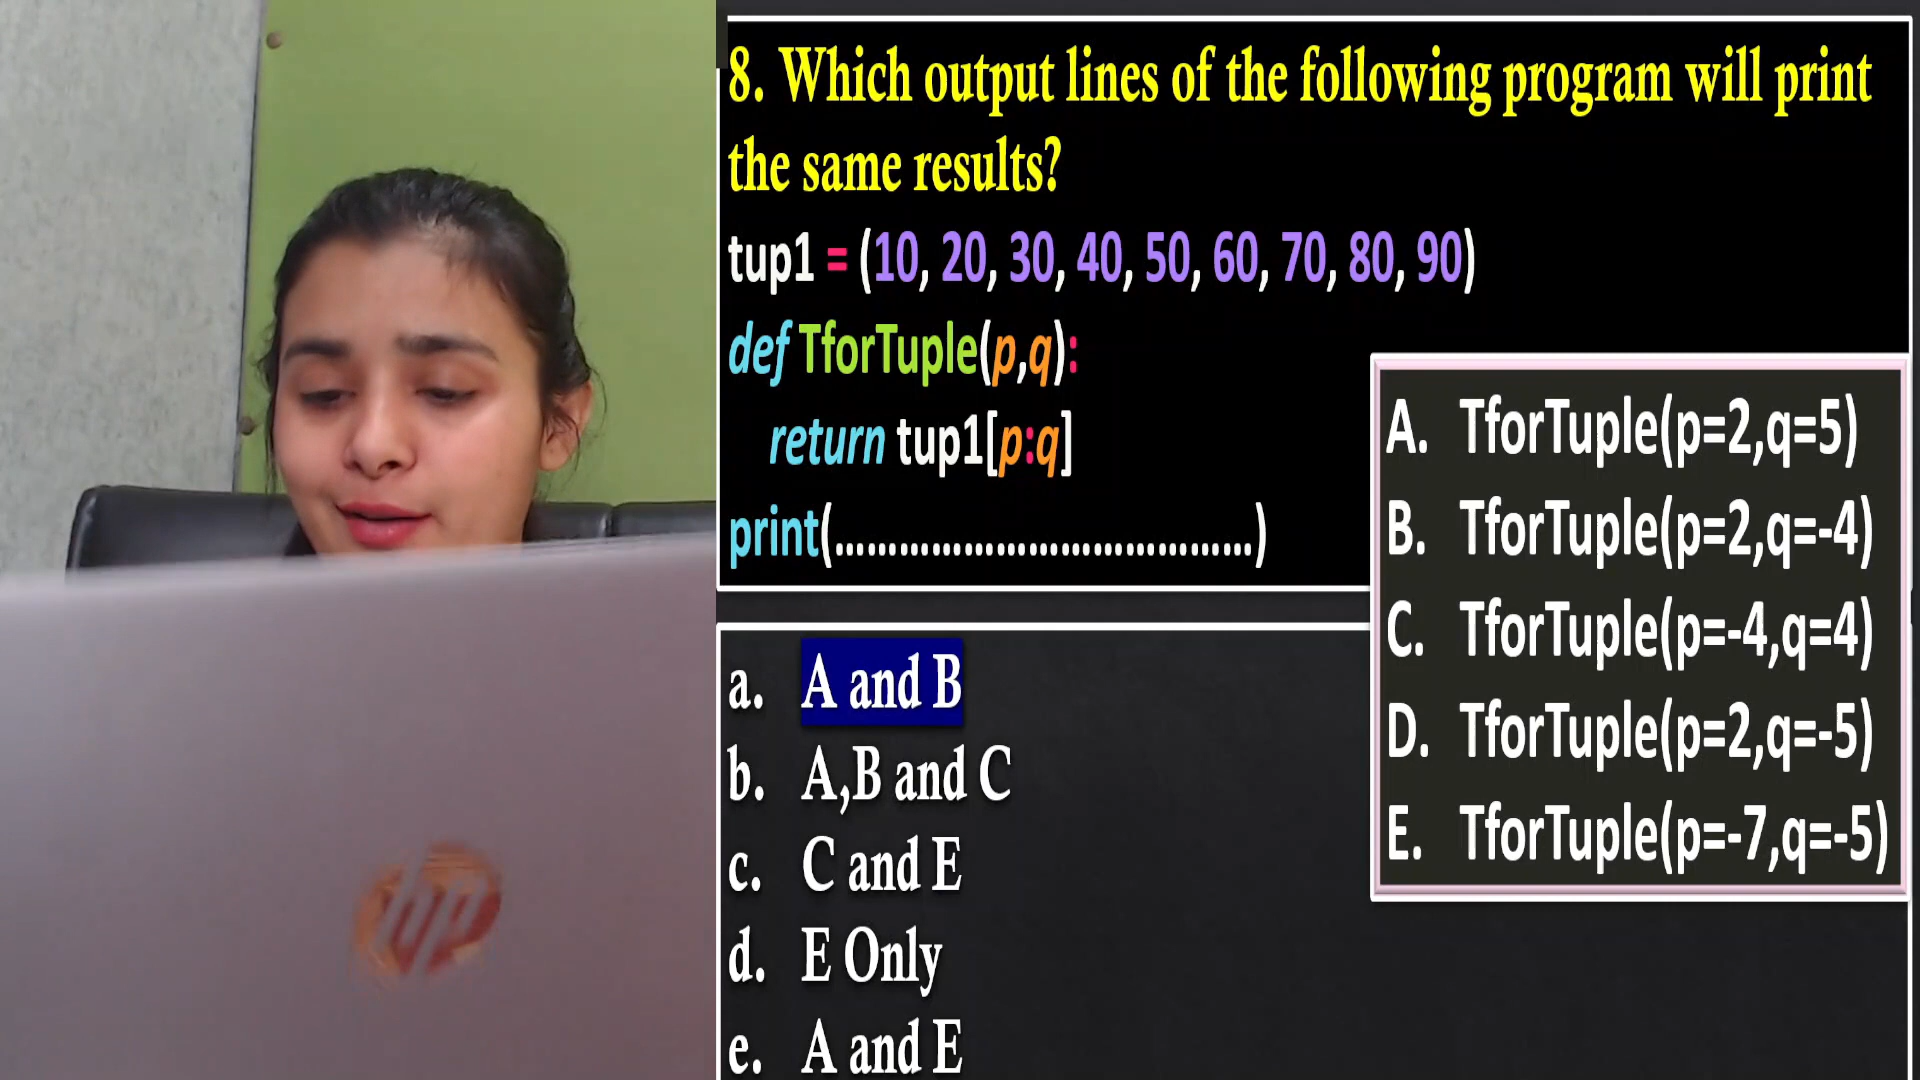 8. Which output lines of the following program will print
the same results?
tup1 = (10, 20, 30, 40, 50, 60, 70, 80, 90)
def TforTuple(p,q):
return tup1[p:q]
print(.......................................)
A. TforTuple(p=2,q=5)
B. TforTuple(p=2,q=-4)
C. TforTuple(p=-4,q=4)
D. TforTuple(p=2,q=-5)
E. TforTuple(p=-7,q=-5)
a. A and B
b. A,B and C
c. C and E
d. E Only
e. A and E
hp